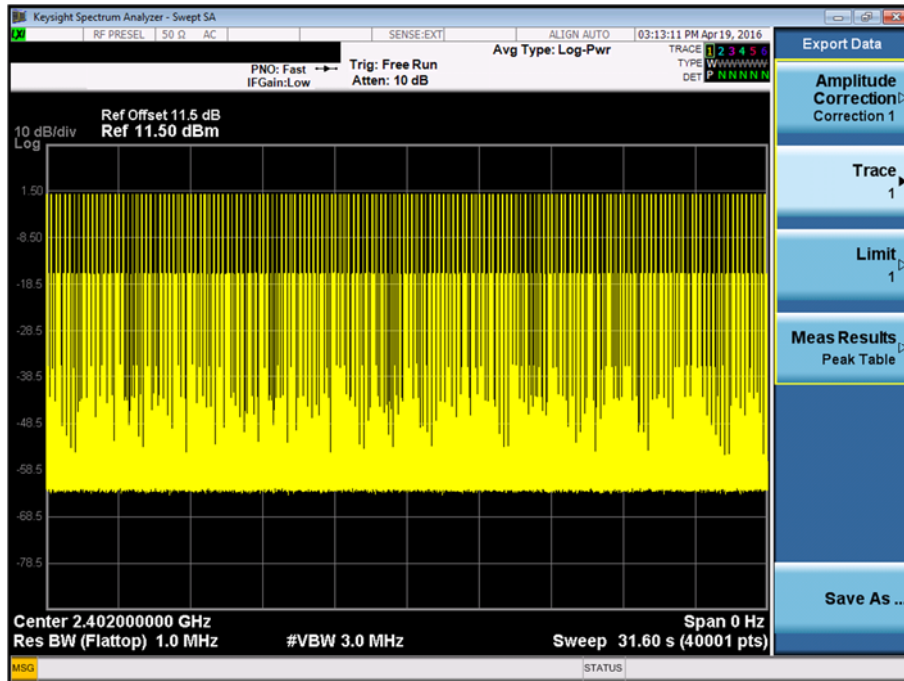 Keysight Spectrum Analyzer - Swept SA
LXI RF PRESEL 50 Ω AC SENSE:EXT ALIGN AUTO 03:13:11 PM Apr 19, 2016
Avg Type: Log-Pwr
TRACE 1 2 3 4 5 6
TYPE WWWWWW
DET P N N N N N
PNO: Fast
IFGain:Low
Trig: Free Run
Atten: 10 dB
Ref Offset 11.5 dB
Ref 11.50 dBm
10 dB/div
Log
1.50
-8.50
-18.5
-28.5
-38.5
-48.5
-58.5
-68.5
-78.5
Center 2.402000000 GHz
Span 0 Hz
Res BW (Flattop) 1.0 MHz
#VBW 3.0 MHz
Sweep 31.60 s (40001 pts)
MSG
STATUS
Export Data
Amplitude
Correction
Correction 1
Trace
1
Limit
1
Meas Results
Peak Table
Save As ...